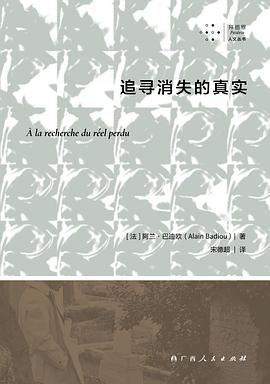 拜德雅
Paideia
人文丛书
追寻消失的真实
À la recherche du réel perdu
[ 法 ] 阿兰·巴迪欧（Alain Badiou）| 著
宋德超 | 译
广西人民出版社